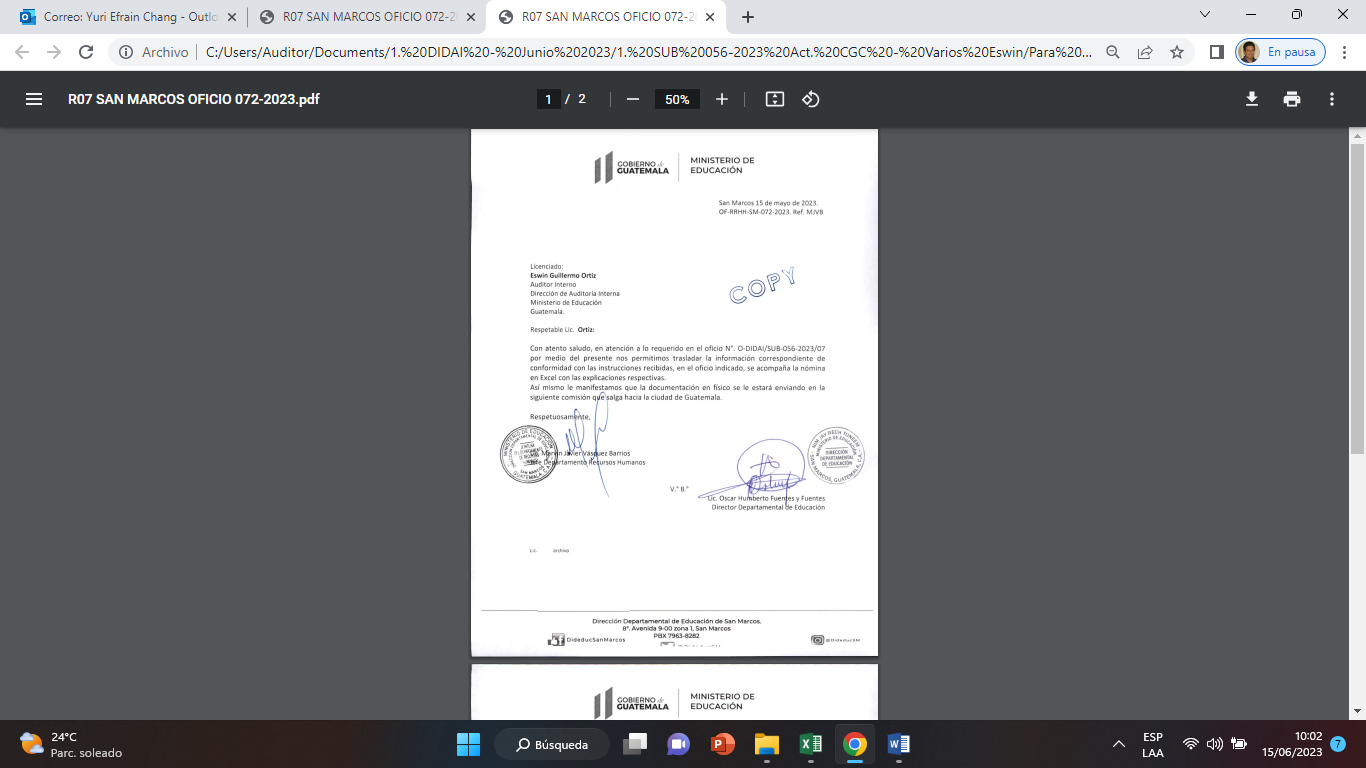 Correo: Yuri Efrain Chang - Outlo
R07 SAN MARCOS OFICIO 072-2
R07 SAN MARCOS OFICIO 072-2
Archivo
C:/Users/Auditor/Documents/1.%20DIDAI%20-%20Junio%202023/1.%20SUB%20056-2023%20Act.%20CGC%20-%20Varios%20Eswin/Para%20...
En pausa
R07 SAN MARCOS OFICIO 072-2023.pdf
1 / 2
50%
GOBIERNO de GUATEMALA
MINISTERIO DE EDUCACIÓN
San Marcos 15 de mayo de 2023.
OF-RRHH-SM-072-2023. Ref. MJVB
COPY
Licenciado:
Eswin Guillermo Ortiz
Auditor Interno
Dirección de Auditoría Interna
Ministerio de Educación
Guatemala.
Respetable Lic. Ortiz:
Con atento saludo, en atención a lo requerido en el oficio N°. O-DIDAI/SUB-056-2023/07
por medio del presente nos permitimos trasladar la información correspondiente de
conformidad con las instrucciones recibidas, en el oficio indicado, se acompaña la nómina
en Excel con las explicaciones respectivas.
Así mismo le manifestamos que la documentación en físico se le estará enviando en la
siguiente comisión que salga hacia la ciudad de Guatemala.
Respetuosamente,
Marvin Javier Vásquez Barrios
Departamento Recursos Humanos
DIRECCIÓN
DEPARTAMENTAL
DE EDUCACIÓN
V.° B.°
Lic. Oscar Humberto Fuentes y Fuentes
Director Departamental de Educación
c.c. archivo
Dirección Departamental de Educación de San Marcos.
8ª. Avenida 9-00 zona 1, San Marcos
PBX 7963-8282
DideducSanMarcos
@DideducSM
GOBIERNO de GUATEMALA
MINISTERIO DE EDUCACIÓN
24°C
Parc. soleado
Búsqueda
ESP
LAA
10:02
15/06/2023
7